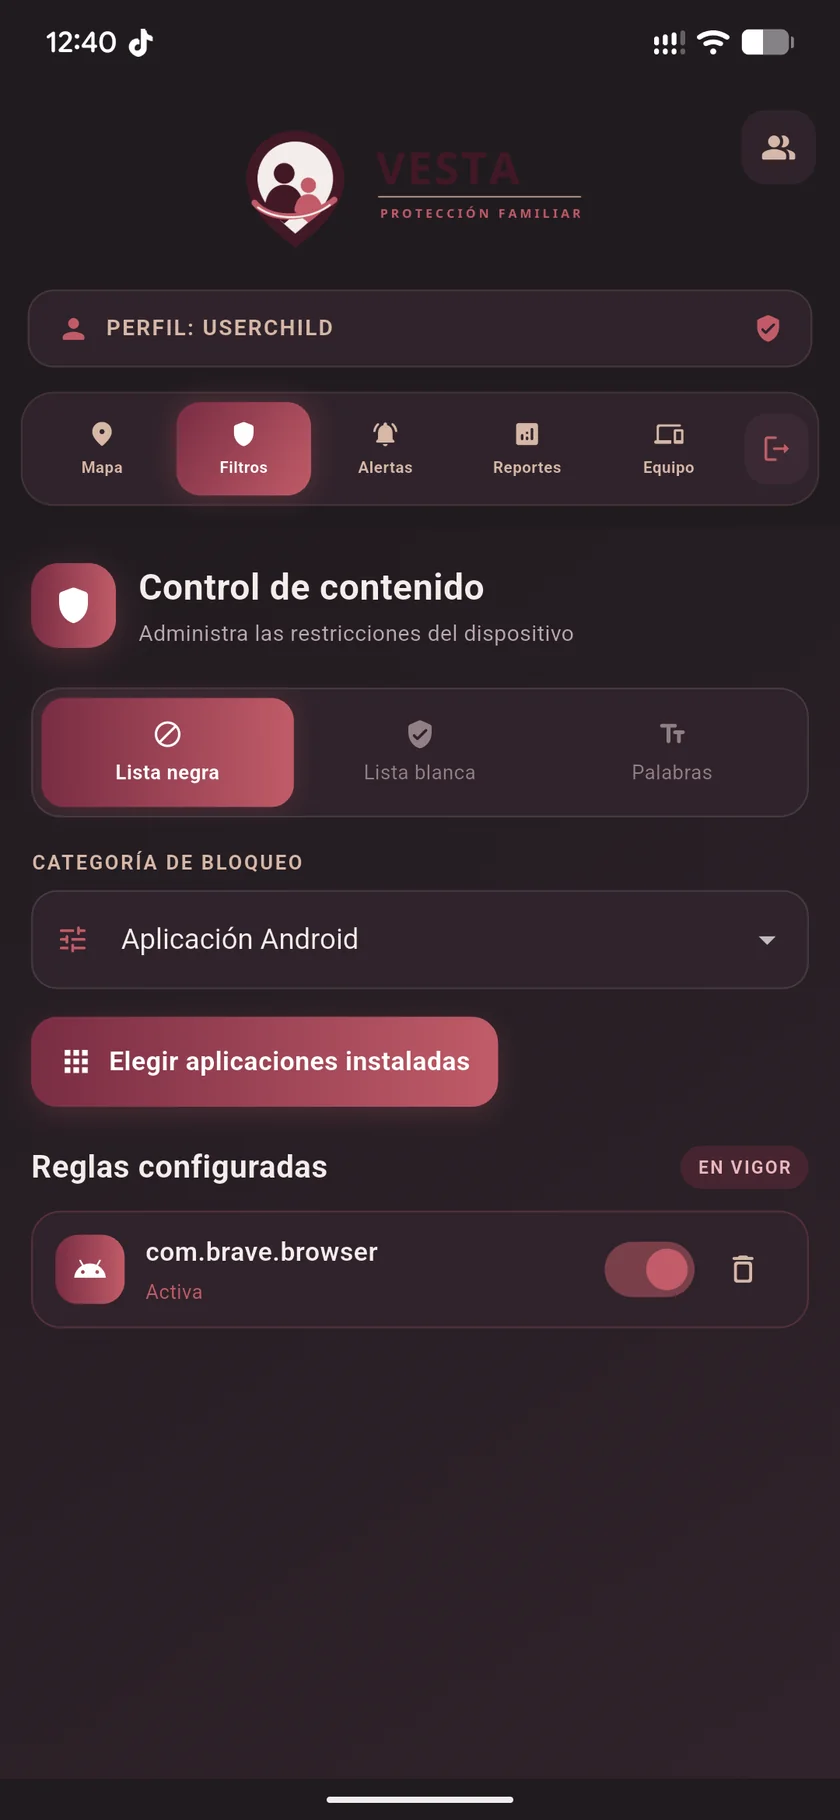 12:40
VESTA
PROTECCIÓN FAMILIAR
PERFIL: USERCHILD
Mapa
Filtros
Alertas
Reportes
Equipo
Control de contenido
Administra las restricciones del dispositivo
Lista negra
Lista blanca
Palabras
CATEGORÍA DE BLOQUEO
Aplicación Android
Elegir aplicaciones instaladas
Reglas configuradas
EN VIGOR
com.brave.browser
Activa